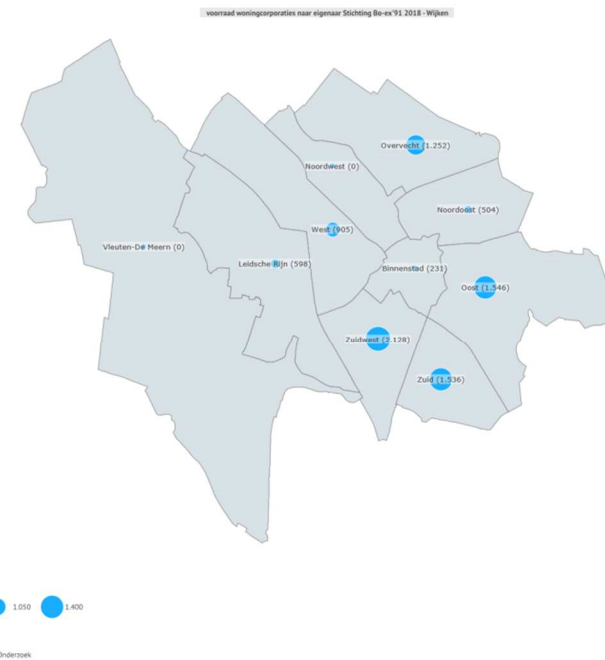 voorraad woningcorporaties naar eigenaar Stichting Bo-ex'91 2018 - Wijken
Overvecht (1.252)
Noordwest (0)
Noordoost (504)
West (905)
Vleuten-De Meern (0)
Leidsche Rijn (598)
Binnenstad (231)
Oost (1.546)
Zuidwest (2.128)
Zuid (1.536)
1.050 1.400
Onderzoek